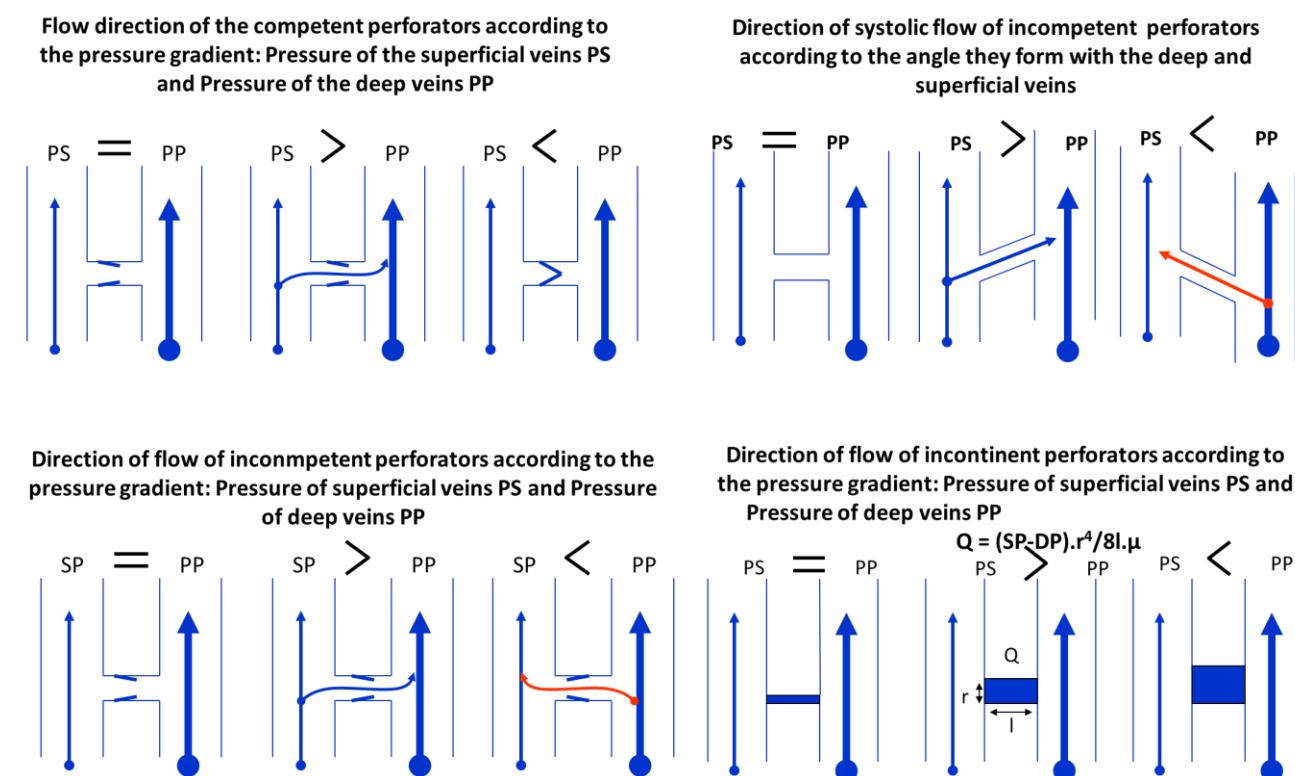 Flow direction of the competent perforators according to
the pressure gradient: Pressure of the superficial veins PS
and Pressure of the deep veins PP
PS = PP
PS > PP
PS < PP
Direction of systolic flow of incompetent perforators
according to the angle they form with the deep and
superficial veins
PS = PP
PS > PP
PS < PP
Direction of flow of inconmpetent perforators according to the
pressure gradient: Pressure of superficial veins PS and Pressure
of deep veins PP
SP = PP
SP > PP
SP < PP
Direction of flow of incontinent perforators according to
the pressure gradient: Pressure of superficial veins PS and
Pressure of deep veins PP
Q = (SP-DP).r⁴/8l.μ
PS = PP
PS > PP
PS < PP
Q
r
l